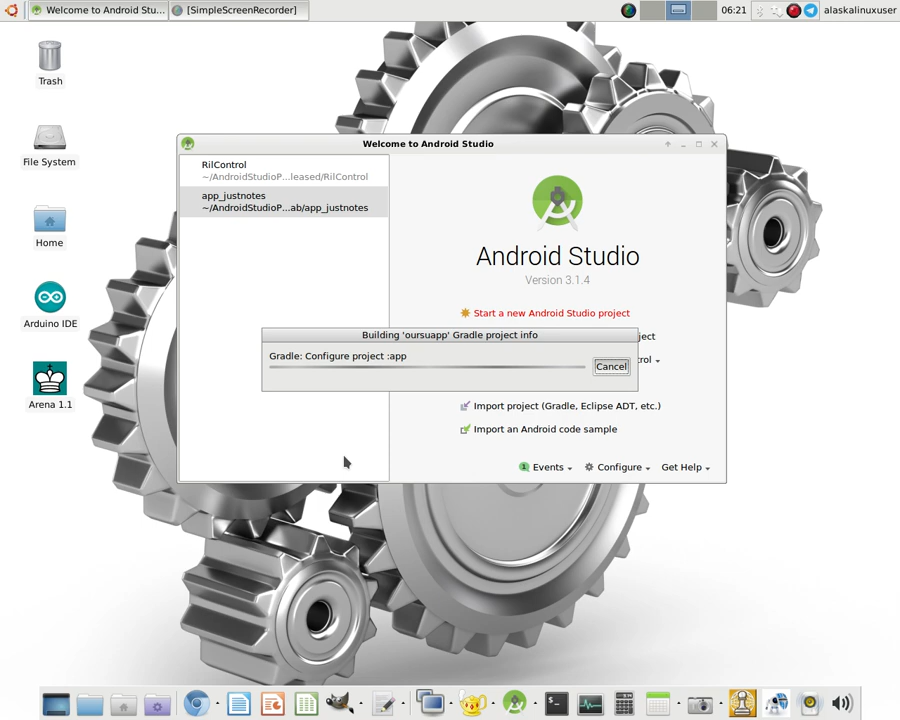 Welcome to Android Stu...
[SimpleScreenRecorder]
06:21
alaskalinuxuser
Trash
File System
Home
Arduino IDE
Arena 1.1
Welcome to Android Studio
RilControl
~/AndroidStudioP...leased/RilControl
app_justnotes
~/AndroidStudioP...ab/app_justnotes
Android Studio
Version 3.1.4
Start a new Android Studio project
ject
rol
Building 'oursuapp' Gradle project info
Gradle: Configure project :app
Cancel
Import project (Gradle, Eclipse ADT, etc.)
Import an Android code sample
1 Events
Configure
Get Help